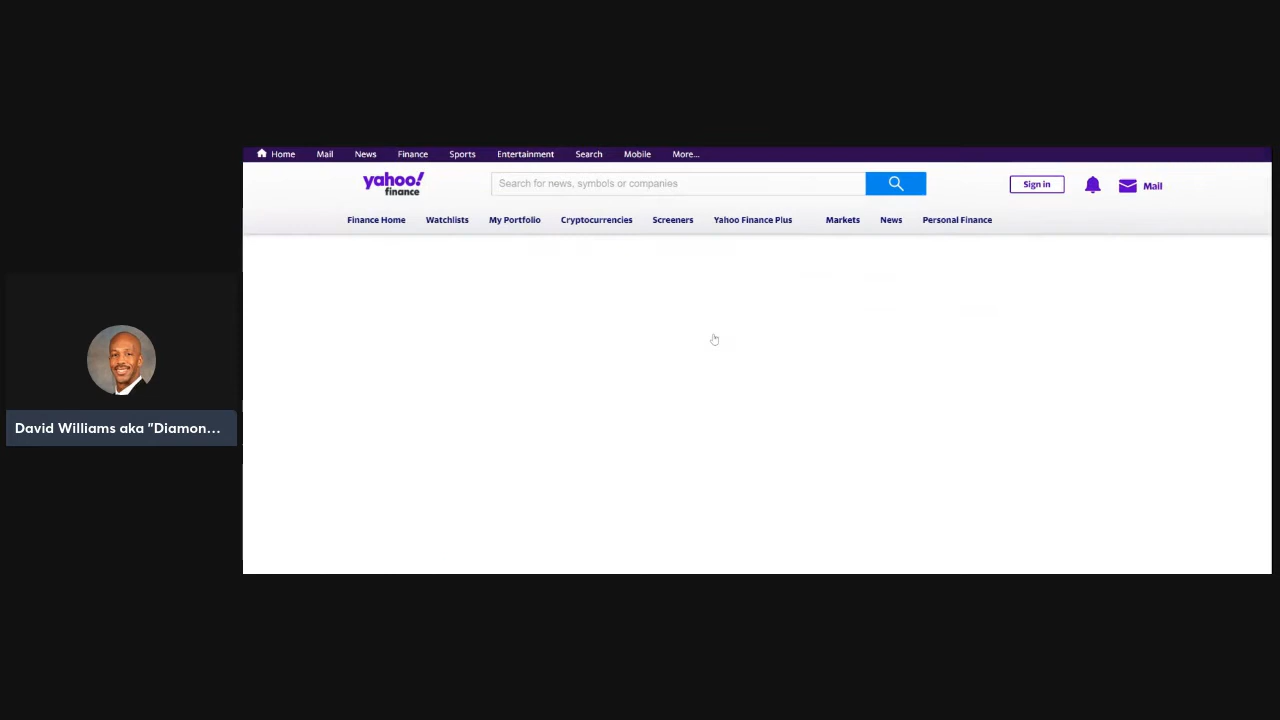 Home Mail News Finance Sports Entertainment Search Mobile More...
yahoo!
finance
Search for news, symbols or companies
Sign in
Mail
Finance Home Watchlists My Portfolio Cryptocurrencies Screeners Yahoo Finance Plus Markets News Personal Finance
David Williams aka "Diamon...